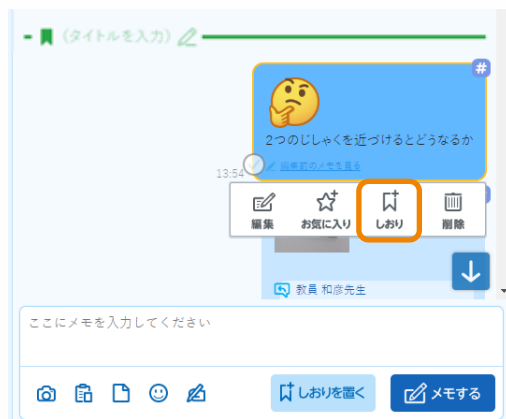 (タイトルを入力)
#
2つのじしゃくを近づけるとどうなるか
13:54
編集前のメモを見る
編集
お気に入り
しおり
削除
教員 和彦先生
ここにメモを入力してください
しおりを置く
メモする